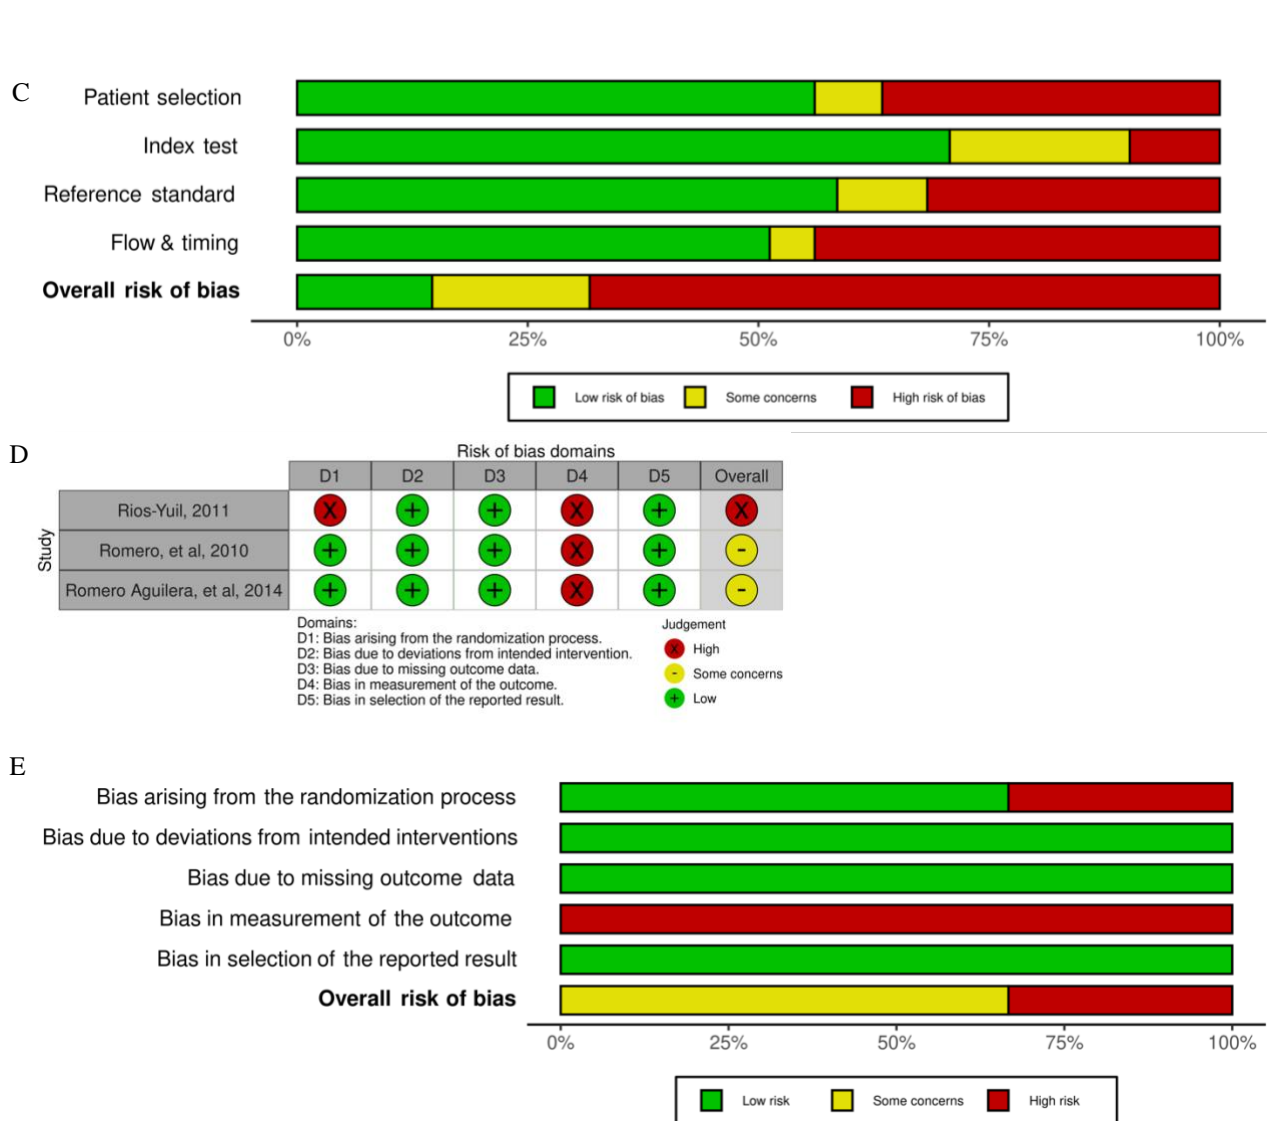 C
Patient selection
Index test
Reference standard
Flow & timing
Overall risk of bias
0% 25% 50% 75% 100%
Low risk of bias Some concerns High risk of bias
D
Risk of bias domains
D1 D2 D3 D4 D5 Overall
Study
Rios-Yuil, 2011 X + + X + X
Romero, et al, 2010 + + + X + -
Romero Aguilera, et al, 2014 + + + X + -
Domains:
D1: Bias arising from the randomization process.
D2: Bias due to deviations from intended intervention.
D3: Bias due to missing outcome data.
D4: Bias in measurement of the outcome.
D5: Bias in selection of the reported result.
Judgement
X High
- Some concerns
+ Low
E
Bias arising from the randomization process
Bias due to deviations from intended interventions
Bias due to missing outcome data
Bias in measurement of the outcome
Bias in selection of the reported result
Overall risk of bias
0% 25% 50% 75% 100%
Low risk Some concerns High risk